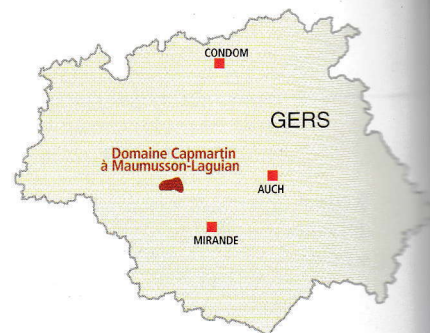 CONDOM
GERS
Domaine Capmartin
à Maumusson-Laguian
AUCH
MIRANDE